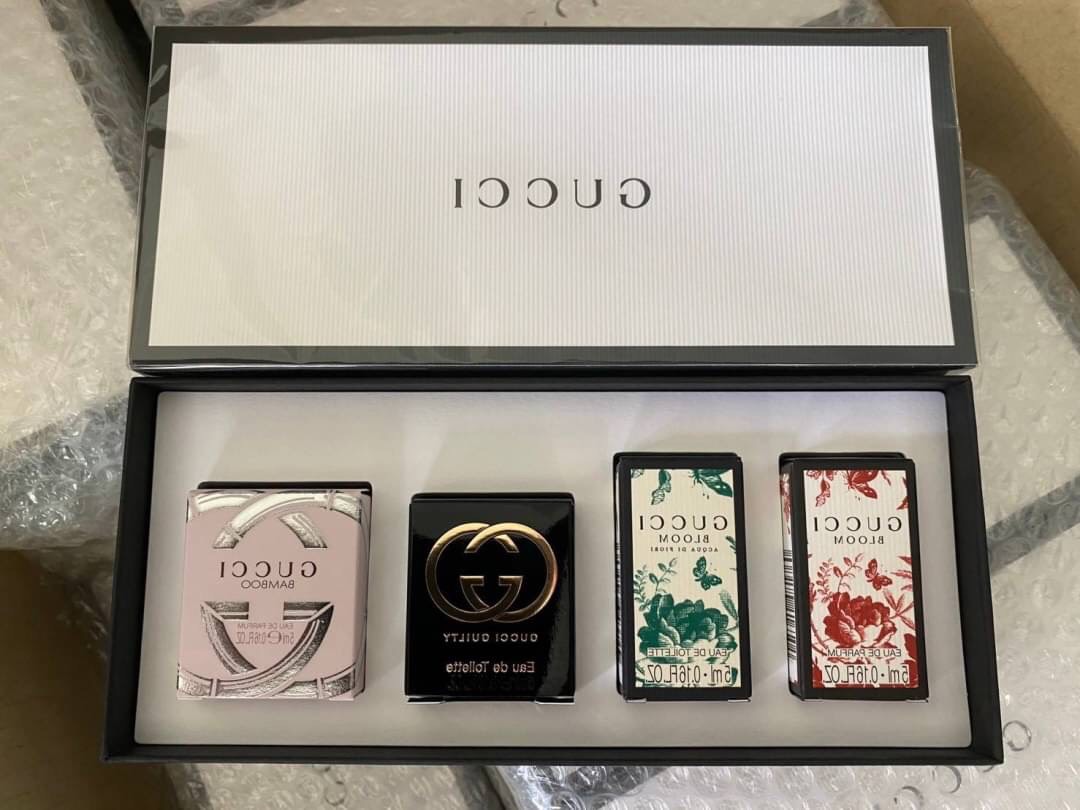 GUCCI
GUCCI
BAMBOO
EAU DE PARFUM
5ml ℮ 0.16FL.OZ
GUCCI GUILTY
Eau de Toilette
GUCCI
BLOOM
ACQUA DI FIORI
EAU DE TOILETTE
5ml • 0.16FL.OZ
GUCCI
BLOOM
EAU DE PARFUM
5ml • 0.16FL.OZ